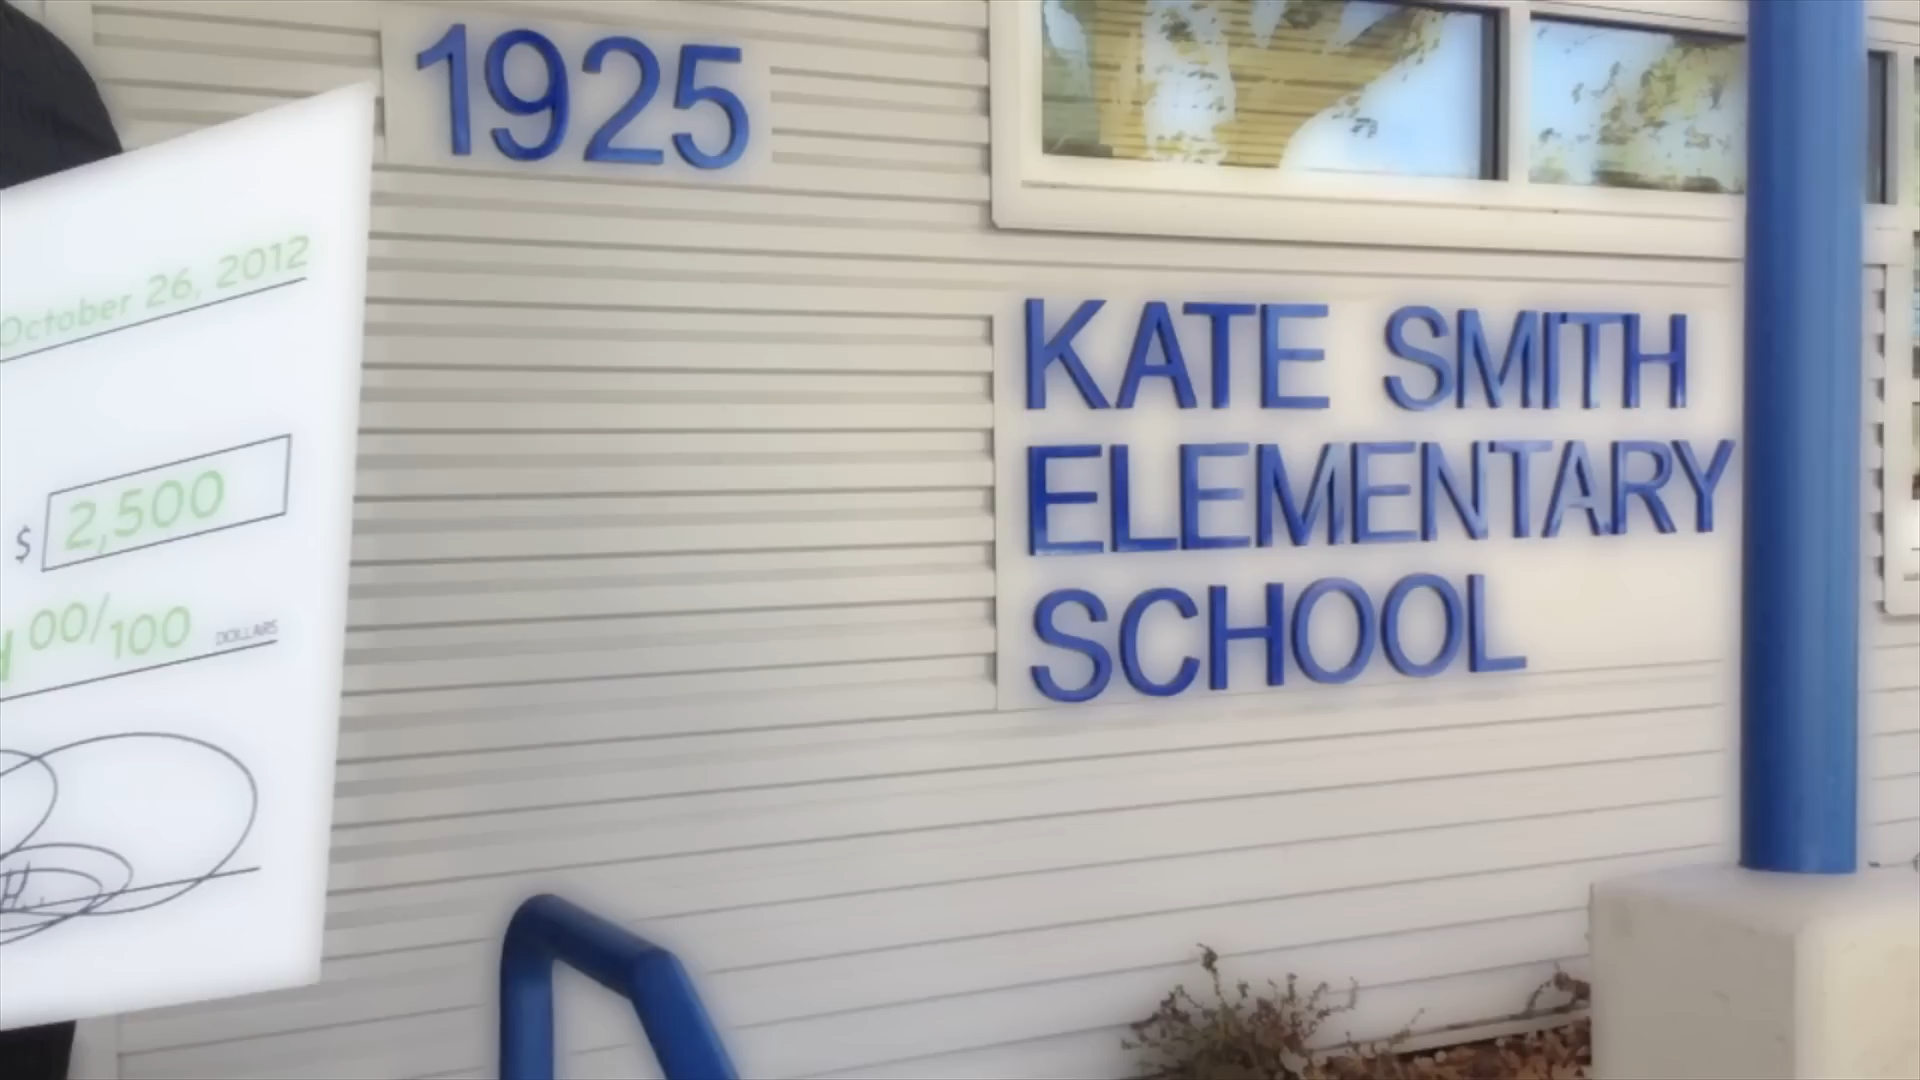 1925
October 26, 2012
$ 2,500
00/100 DOLLARS
KATE SMITH
ELEMENTARY
SCHOOL